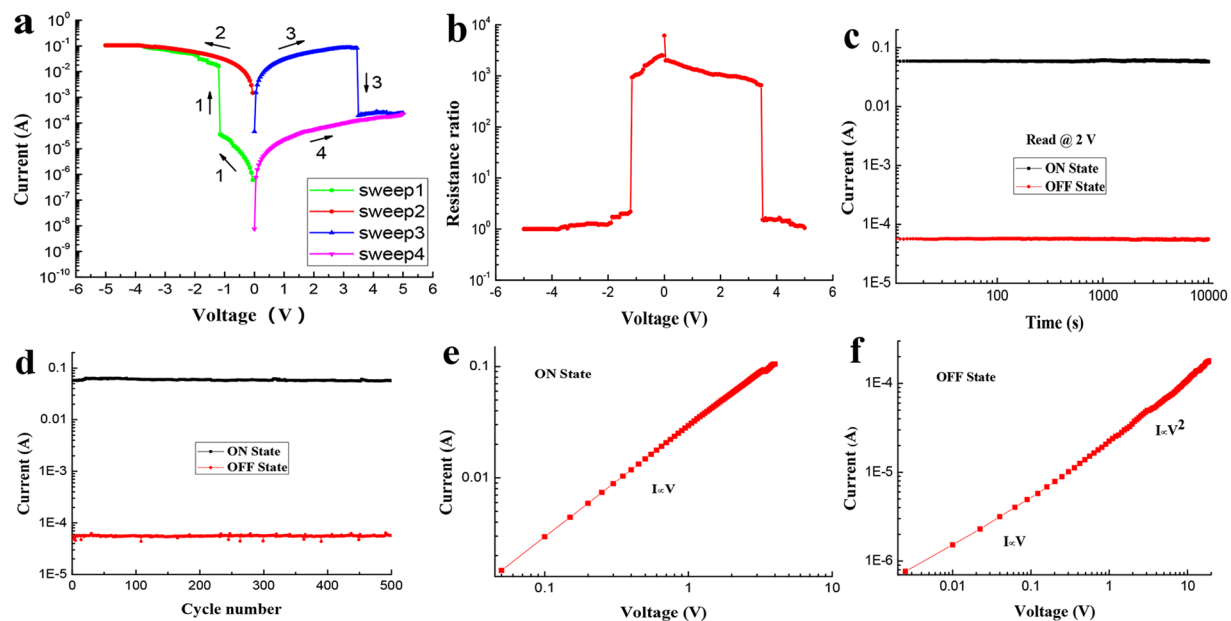 a
10^0
10^-1
10^-2
10^-3
10^-4
10^-5
10^-6
10^-7
10^-8
10^-9
10^-10
Current (A)
2
3
3
1
1
4
sweep1
sweep2
sweep3
sweep4
-6 -5 -4 -3 -2 -1 0 1 2 3 4 5 6
Voltage (V)
b
10^4
10^3
10^2
10^1
10^0
10^-1
Resistance ratio
-6 -4 -2 0 2 4 6
Voltage (V)
c
0.1
0.01
1E-3
1E-4
1E-5
Current (A)
Read @ 2 V
ON State
OFF State
100 1000 10000
Time (s)
d
0.1
0.01
1E-3
1E-4
1E-5
Current (A)
ON State
OFF State
0 100 200 300 400 500
Cycle number
e
0.1
0.01
Current (A)
ON State
I∝V
0.1 1 10
Voltage (V)
f
1E-4
1E-5
1E-6
Current (A)
OFF State
I∝V^2
I∝V
0.01 0.1 1 10
Voltage (V)